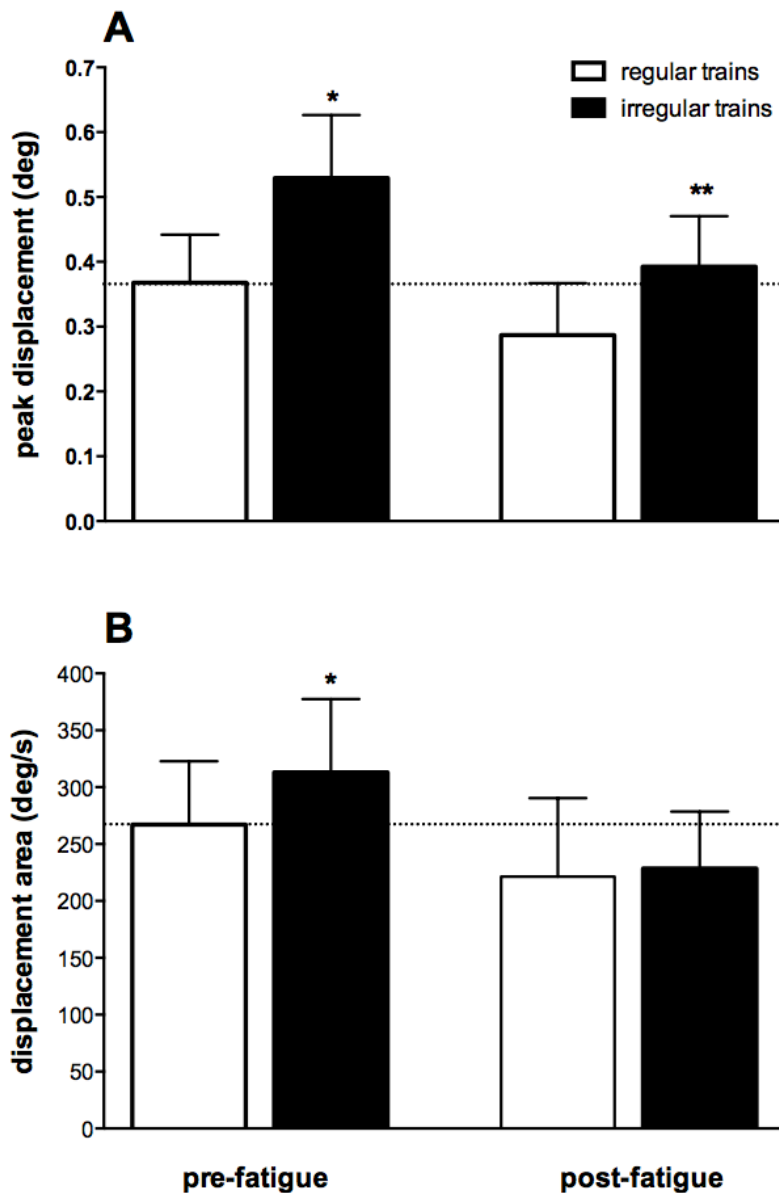 A
regular trains
irregular trains
peak displacement (deg)
0.7
0.6
0.5
0.4
0.3
0.2
0.1
0.0
*
**
B
displacement area (deg/s)
400
350
300
250
200
150
100
50
0
*
pre-fatigue
post-fatigue